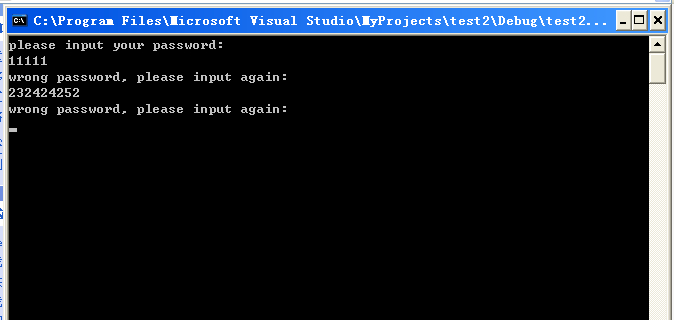 C:\Program Files\Microsoft Visual Studio\MyProjects\test2\Debug\test2...
please input your password:
11111
wrong password, please input again:
232424252
wrong password, please input again: